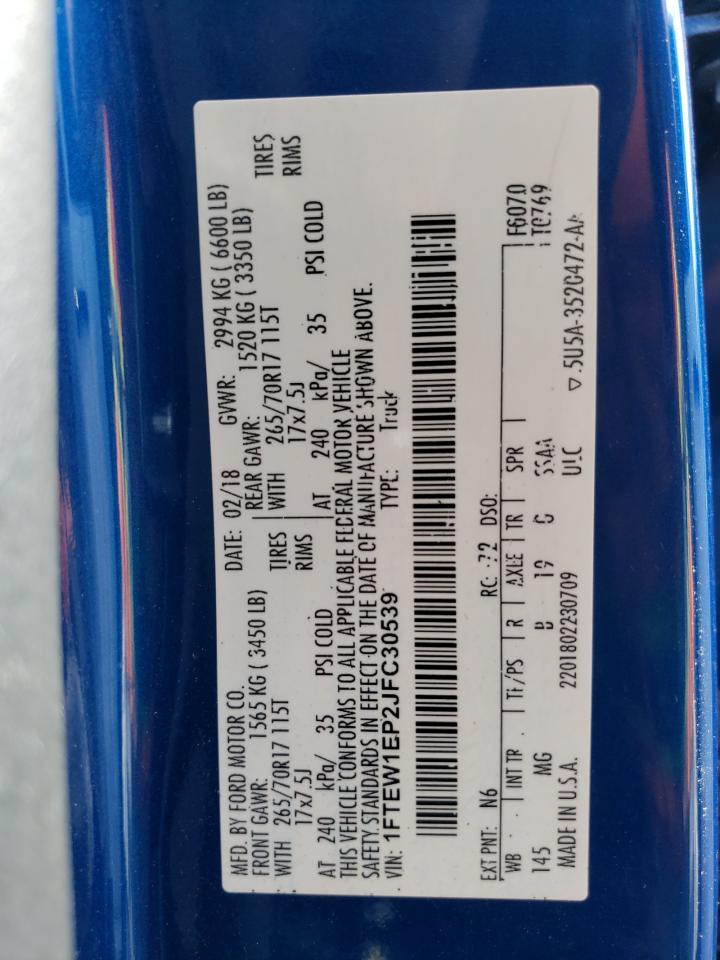 MFD. BY FORD MOTOR CO. DATE: 02/18 GVWR: 2994 KG ( 6600 LB)
FRONT GAWR: 1565 KG ( 3450 LB) REAR GAWR: 1520 KG ( 3350 LB)
WITH 265/70R17 115T TIRES WITH 265/70R17 115T TIRES
17x7.5J RIMS 17x7.5J RIMS
AT 240 kPa/ 35 PSI COLD AT 240 kPa/ 35 PSI COLD
THIS VEHICLE CONFORMS TO ALL APPLICABLE FEDERAL MOTOR VEHICLE
SAFETY STANDARDS IN EFFECT ON THE DATE OF MANUFACTURE SHOWN ABOVE.
VIN: 1FTEW1EP2JFC30539 TYPE: Truck
EXT PNT: N6 RC: DSO: F6070
WB INT TR TP/PS R AXLE TR SPR T0769
145 MG 19 SSAA
MADE IN U.S.A. 2201802230709 ULC 5U5A-3520472-AA